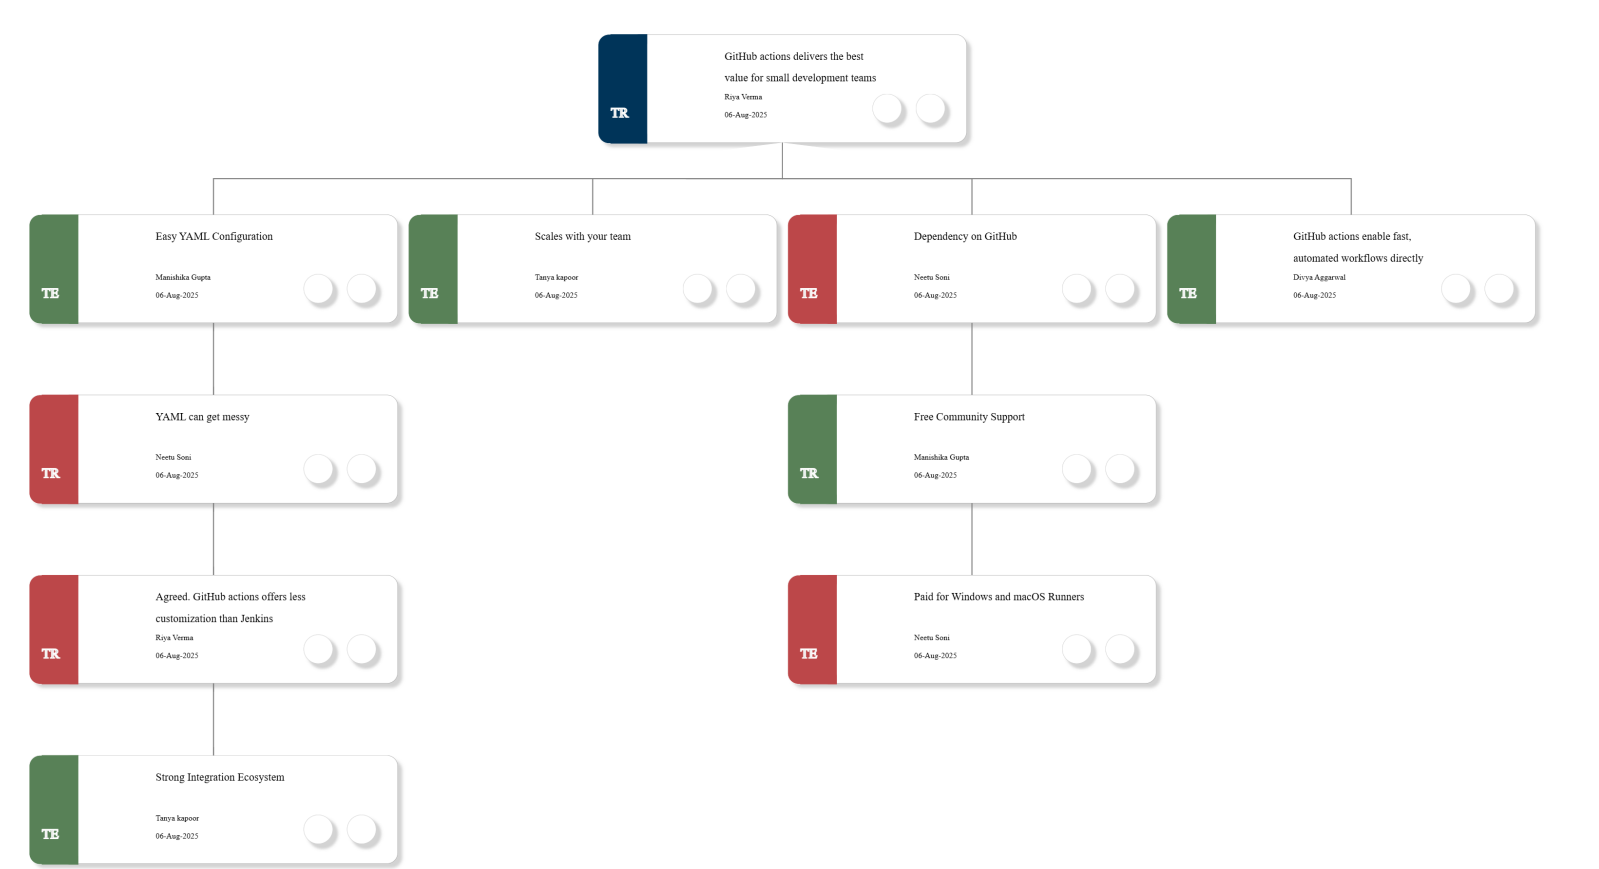 GitHub actions delivers the best
value for small development teams
Riya Verma
06-Aug-2025
TR
Easy YAML Configuration
Manishika Gupta
06-Aug-2025
TE
Scales with your team
Tanya kapoor
06-Aug-2025
TE
Dependency on GitHub
Neetu Soni
06-Aug-2025
TE
GitHub actions enable fast,
automated workflows directly
Divya Aggarwal
06-Aug-2025
TE
YAML can get messy
Neetu Soni
06-Aug-2025
TR
Free Community Support
Manishika Gupta
06-Aug-2025
TR
Agreed. GitHub actions offers less
customization than Jenkins
Riya Verma
06-Aug-2025
TR
Paid for Windows and macOS Runners
Neetu Soni
06-Aug-2025
TE
Strong Integration Ecosystem
Tanya kapoor
06-Aug-2025
TE